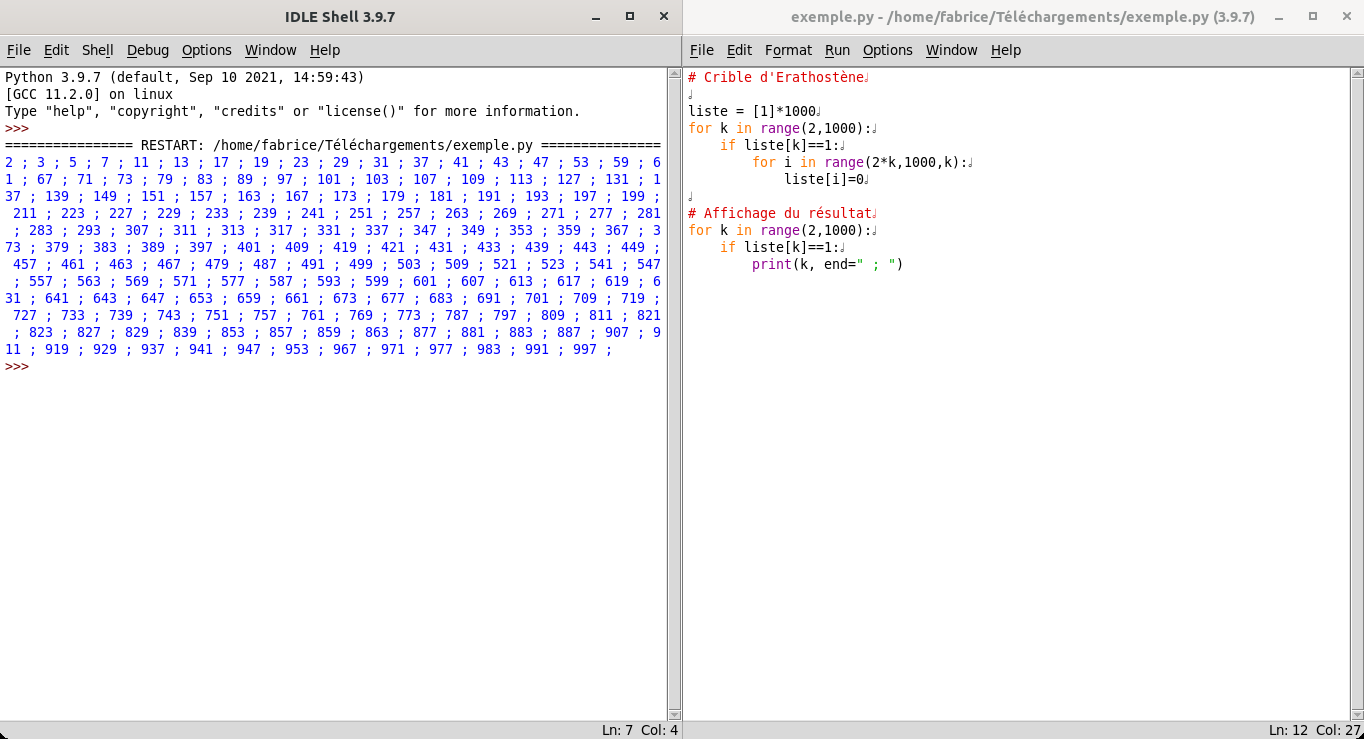 IDLE Shell 3.9.7
File Edit Shell Debug Options Window Help
Python 3.9.7 (default, Sep 10 2021, 14:59:43)
[GCC 11.2.0] on linux
Type "help", "copyright", "credits" or "license()" for more information.
>>>
================ RESTART: /home/fabrice/Téléchargements/exemple.py ===============
2 ; 3 ; 5 ; 7 ; 11 ; 13 ; 17 ; 19 ; 23 ; 29 ; 31 ; 37 ; 41 ; 43 ; 47 ; 53 ; 59 ; 6
1 ; 67 ; 71 ; 73 ; 79 ; 83 ; 89 ; 97 ; 101 ; 103 ; 107 ; 109 ; 113 ; 127 ; 131 ; 1
37 ; 139 ; 149 ; 151 ; 157 ; 163 ; 167 ; 173 ; 179 ; 181 ; 191 ; 193 ; 197 ; 199 ;
 211 ; 223 ; 227 ; 229 ; 233 ; 239 ; 241 ; 251 ; 257 ; 263 ; 269 ; 271 ; 277 ; 281
 ; 283 ; 293 ; 307 ; 311 ; 313 ; 317 ; 331 ; 337 ; 347 ; 349 ; 353 ; 359 ; 367 ; 3
73 ; 379 ; 383 ; 389 ; 397 ; 401 ; 409 ; 419 ; 421 ; 431 ; 433 ; 439 ; 443 ; 449 ;
 457 ; 461 ; 463 ; 467 ; 479 ; 487 ; 491 ; 499 ; 503 ; 509 ; 521 ; 523 ; 541 ; 547
 ; 557 ; 563 ; 569 ; 571 ; 577 ; 587 ; 593 ; 599 ; 601 ; 607 ; 613 ; 617 ; 619 ; 6
31 ; 641 ; 643 ; 647 ; 653 ; 659 ; 661 ; 673 ; 677 ; 683 ; 691 ; 701 ; 709 ; 719 ;
 727 ; 733 ; 739 ; 743 ; 751 ; 757 ; 761 ; 769 ; 773 ; 787 ; 797 ; 809 ; 811 ; 821
 ; 823 ; 827 ; 829 ; 839 ; 853 ; 857 ; 859 ; 863 ; 877 ; 881 ; 883 ; 887 ; 907 ; 9
11 ; 919 ; 929 ; 937 ; 941 ; 947 ; 953 ; 967 ; 971 ; 977 ; 983 ; 991 ; 997 ;
>>>
Ln: 7 Col: 4
exemple.py - /home/fabrice/Téléchargements/exemple.py (3.9.7)
File Edit Format Run Options Window Help
# Crible d'Erathostène
liste = [1]*1000
for k in range(2,1000):
    if liste[k]==1:
        for i in range(2*k,1000,k):
            liste[i]=0
# Affichage du résultat
for k in range(2,1000):
    if liste[k]==1:
        print(k, end=" ; ")
Ln: 12 Col: 27